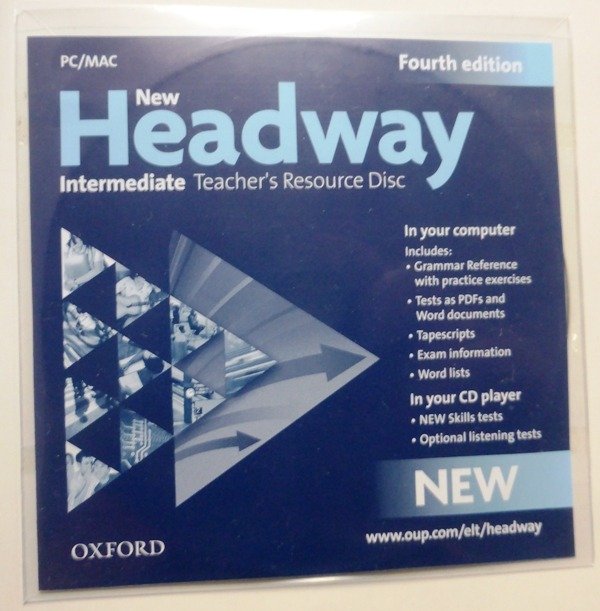 PC/MAC
Fourth edition
New
Headway
Intermediate Teacher's Resource Disc
In your computer
Includes:
• Grammar Reference
with practice exercises
• Tests as PDFs and
Word documents
• Tapescripts
• Exam information
• Word lists
In your CD player
• NEW Skills tests
• Optional listening tests
NEW
www.oup.com/elt/headway
OXFORD